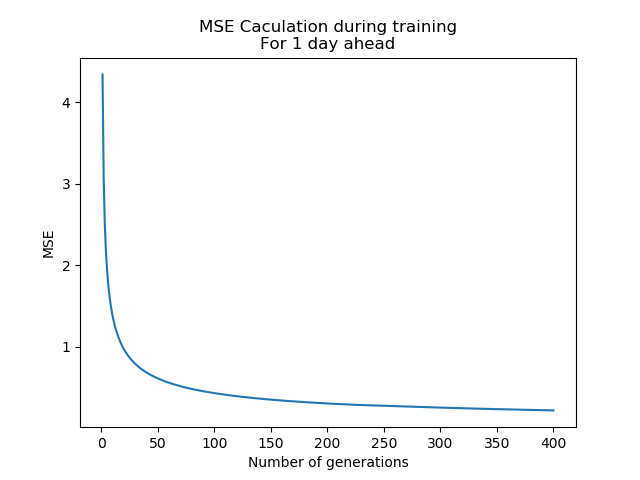 MSE Caculation during training
For 1 day ahead
4
3
2
1
MSE
0 50 100 150 200 250 300 350 400
Number of generations